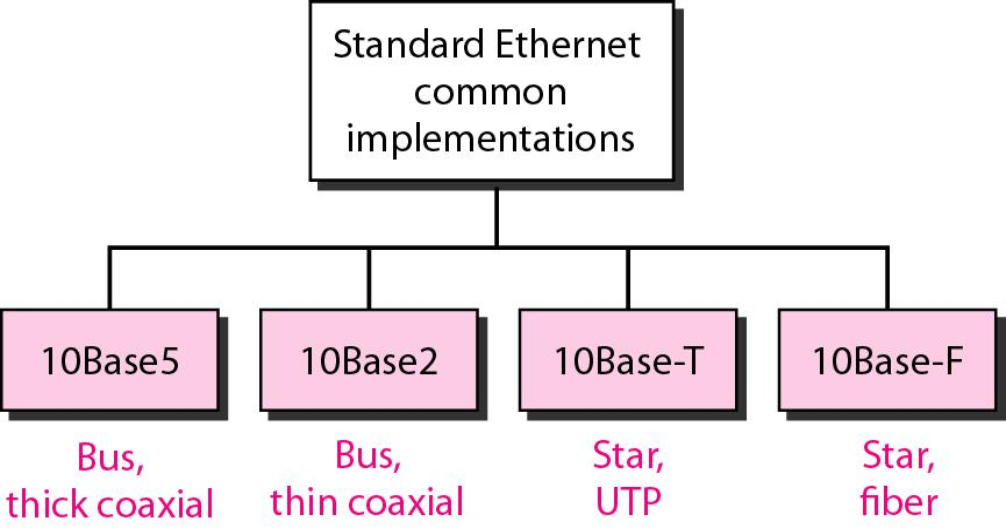 Standard Ethernet
common
implementations
10Base5
10Base2
10Base-T
10Base-F
Bus,
thick coaxial
Bus,
thin coaxial
Star,
UTP
Star,
fiber